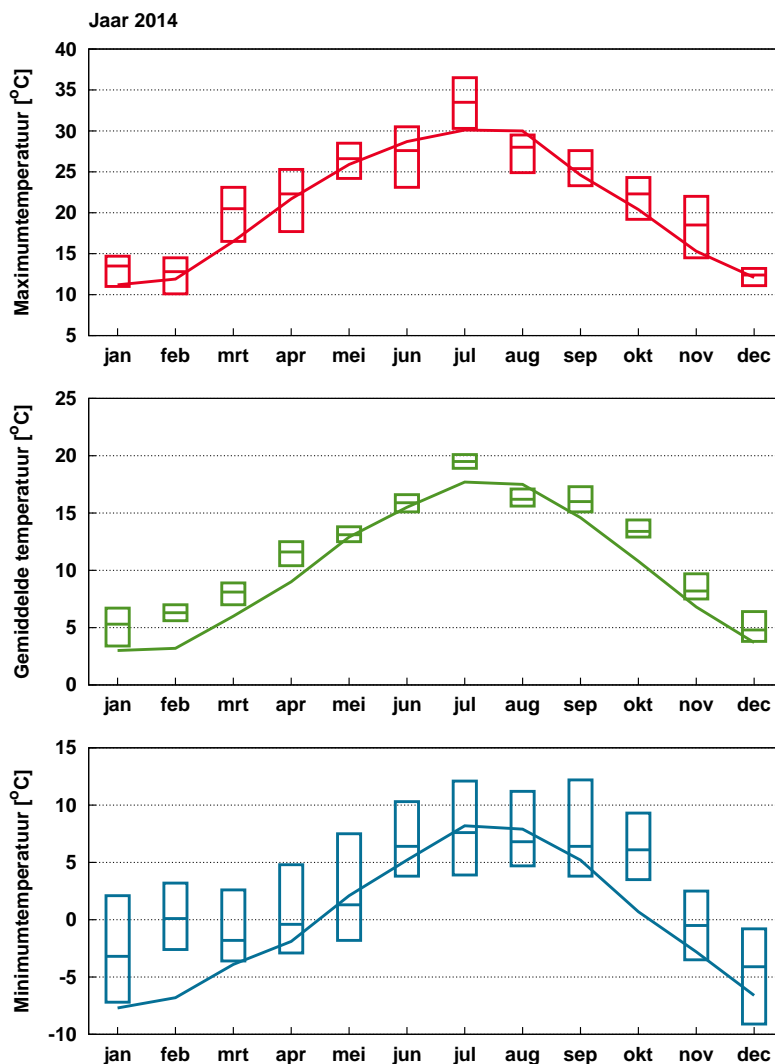 Jaar 2014
Maximumtemperatuur [°C]
40
35
30
25
20
15
10
5
jan feb mrt apr mei jun jul aug sep okt nov dec
Gemiddelde temperatuur [°C]
25
20
15
10
5
0
jan feb mrt apr mei jun jul aug sep okt nov dec
Minimumtemperatuur [°C]
15
10
5
0
-5
-10
jan feb mrt apr mei jun jul aug sep okt nov dec